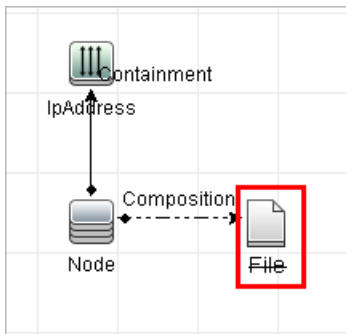 Containment
IpAddress
Composition
Node
File